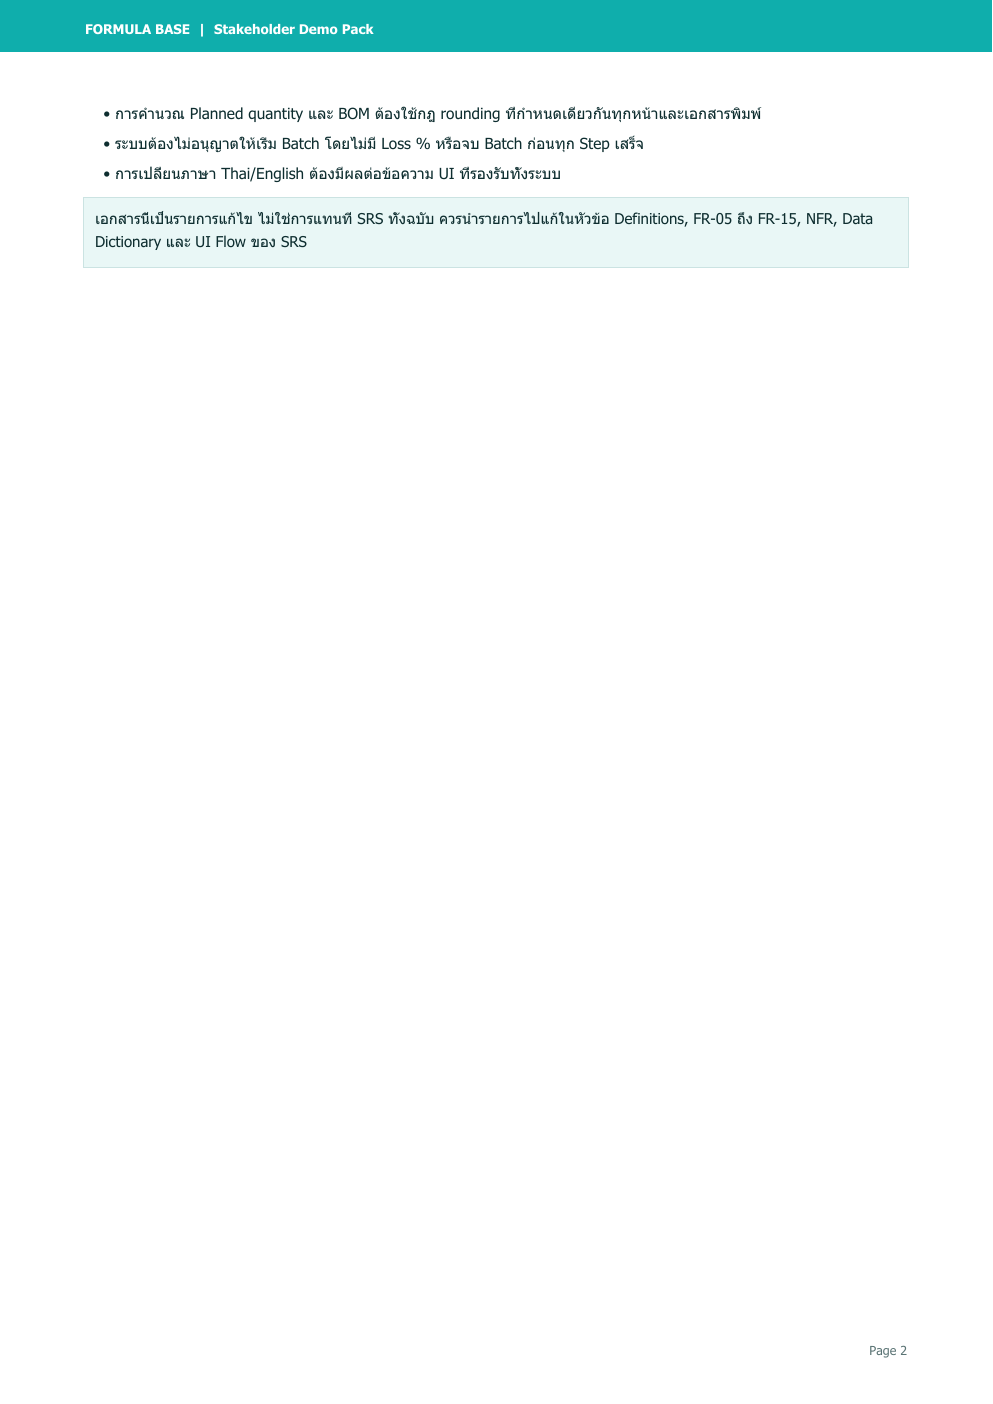 FORMULA BASE | Stakeholder Demo Pack
• การคำนวณ Planned quantity และ BOM ต้องใช้กฎ rounding ที่กำหนดเดียวกันทุกหน้าและเอกสารพิมพ์
• ระบบต้องไม่อนุญาตให้เริ่ม Batch โดยไม่มี Loss % หรือจบ Batch ก่อนทุก Step เสร็จ
• การเปลี่ยนภาษา Thai/English ต้องมีผลต่อข้อความ UI ที่รองรับทั้งระบบ
เอกสารนี้เป็นรายการแก้ไข ไม่ใช่การแทนที่ SRS ทั้งฉบับ ควรนำรายการไปแก้ในหัวข้อ Definitions, FR-05 ถึง FR-15, NFR, Data
Dictionary และ UI Flow ของ SRS
Page 2